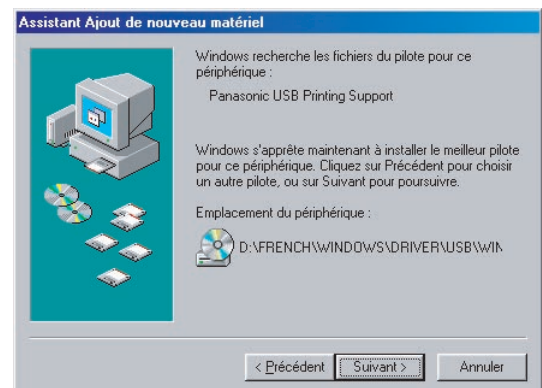 Assistant Ajout de nouveau matériel
Windows recherche les fichiers du pilote pour ce
périphérique :
Panasonic USB Printing Support
Windows s'apprête maintenant à installer le meilleur pilote
pour ce périphérique. Cliquez sur Précédent pour choisir
un autre pilote, ou sur Suivant pour poursuivre.
Emplacement du périphérique :
D:\FRENCH\WINDOWS\DRIVER\USB\WIN
< Précédent
Suivant >
Annuler